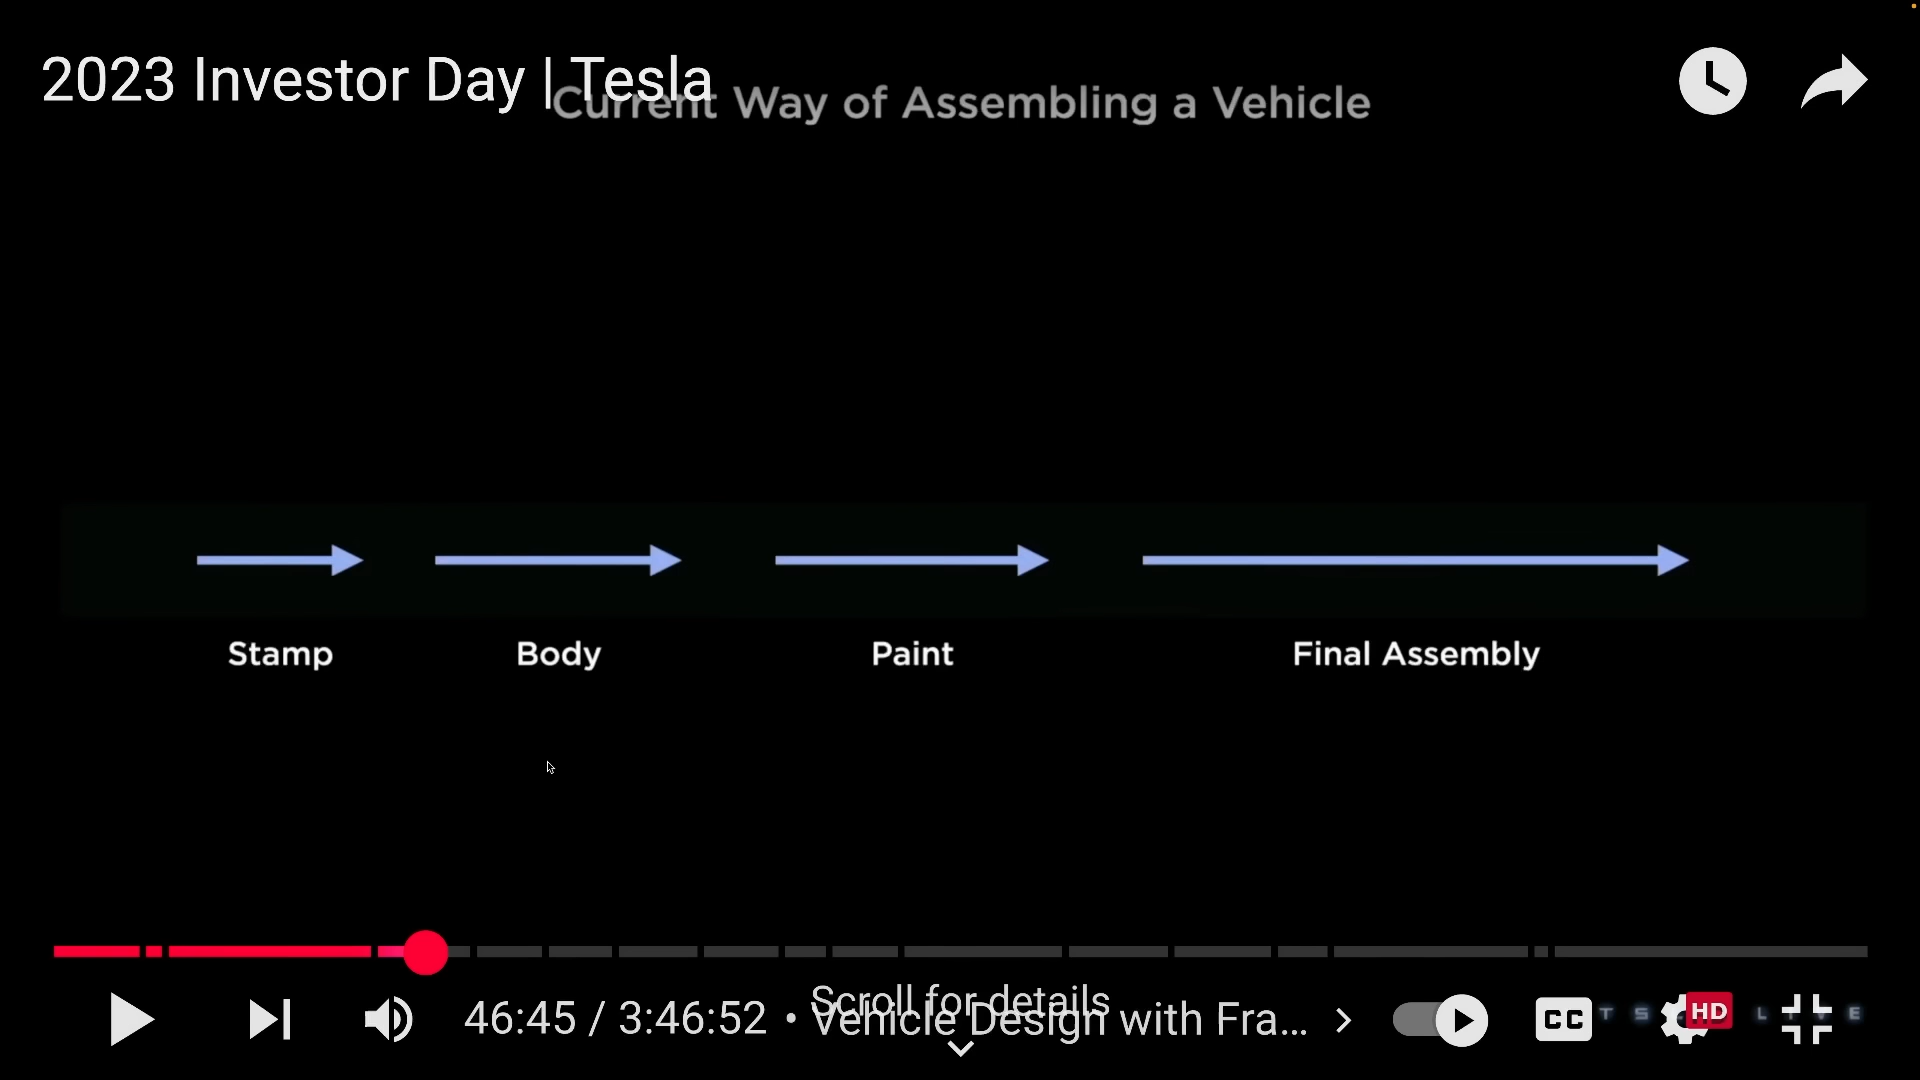 2023 Investor Day | Tesla
Current Way of Assembling a Vehicle
Stamp
Body
Paint
Final Assembly
Scroll for details
46:45 / 3:46:52 • Vehicle Design with Fra...
CC
HD